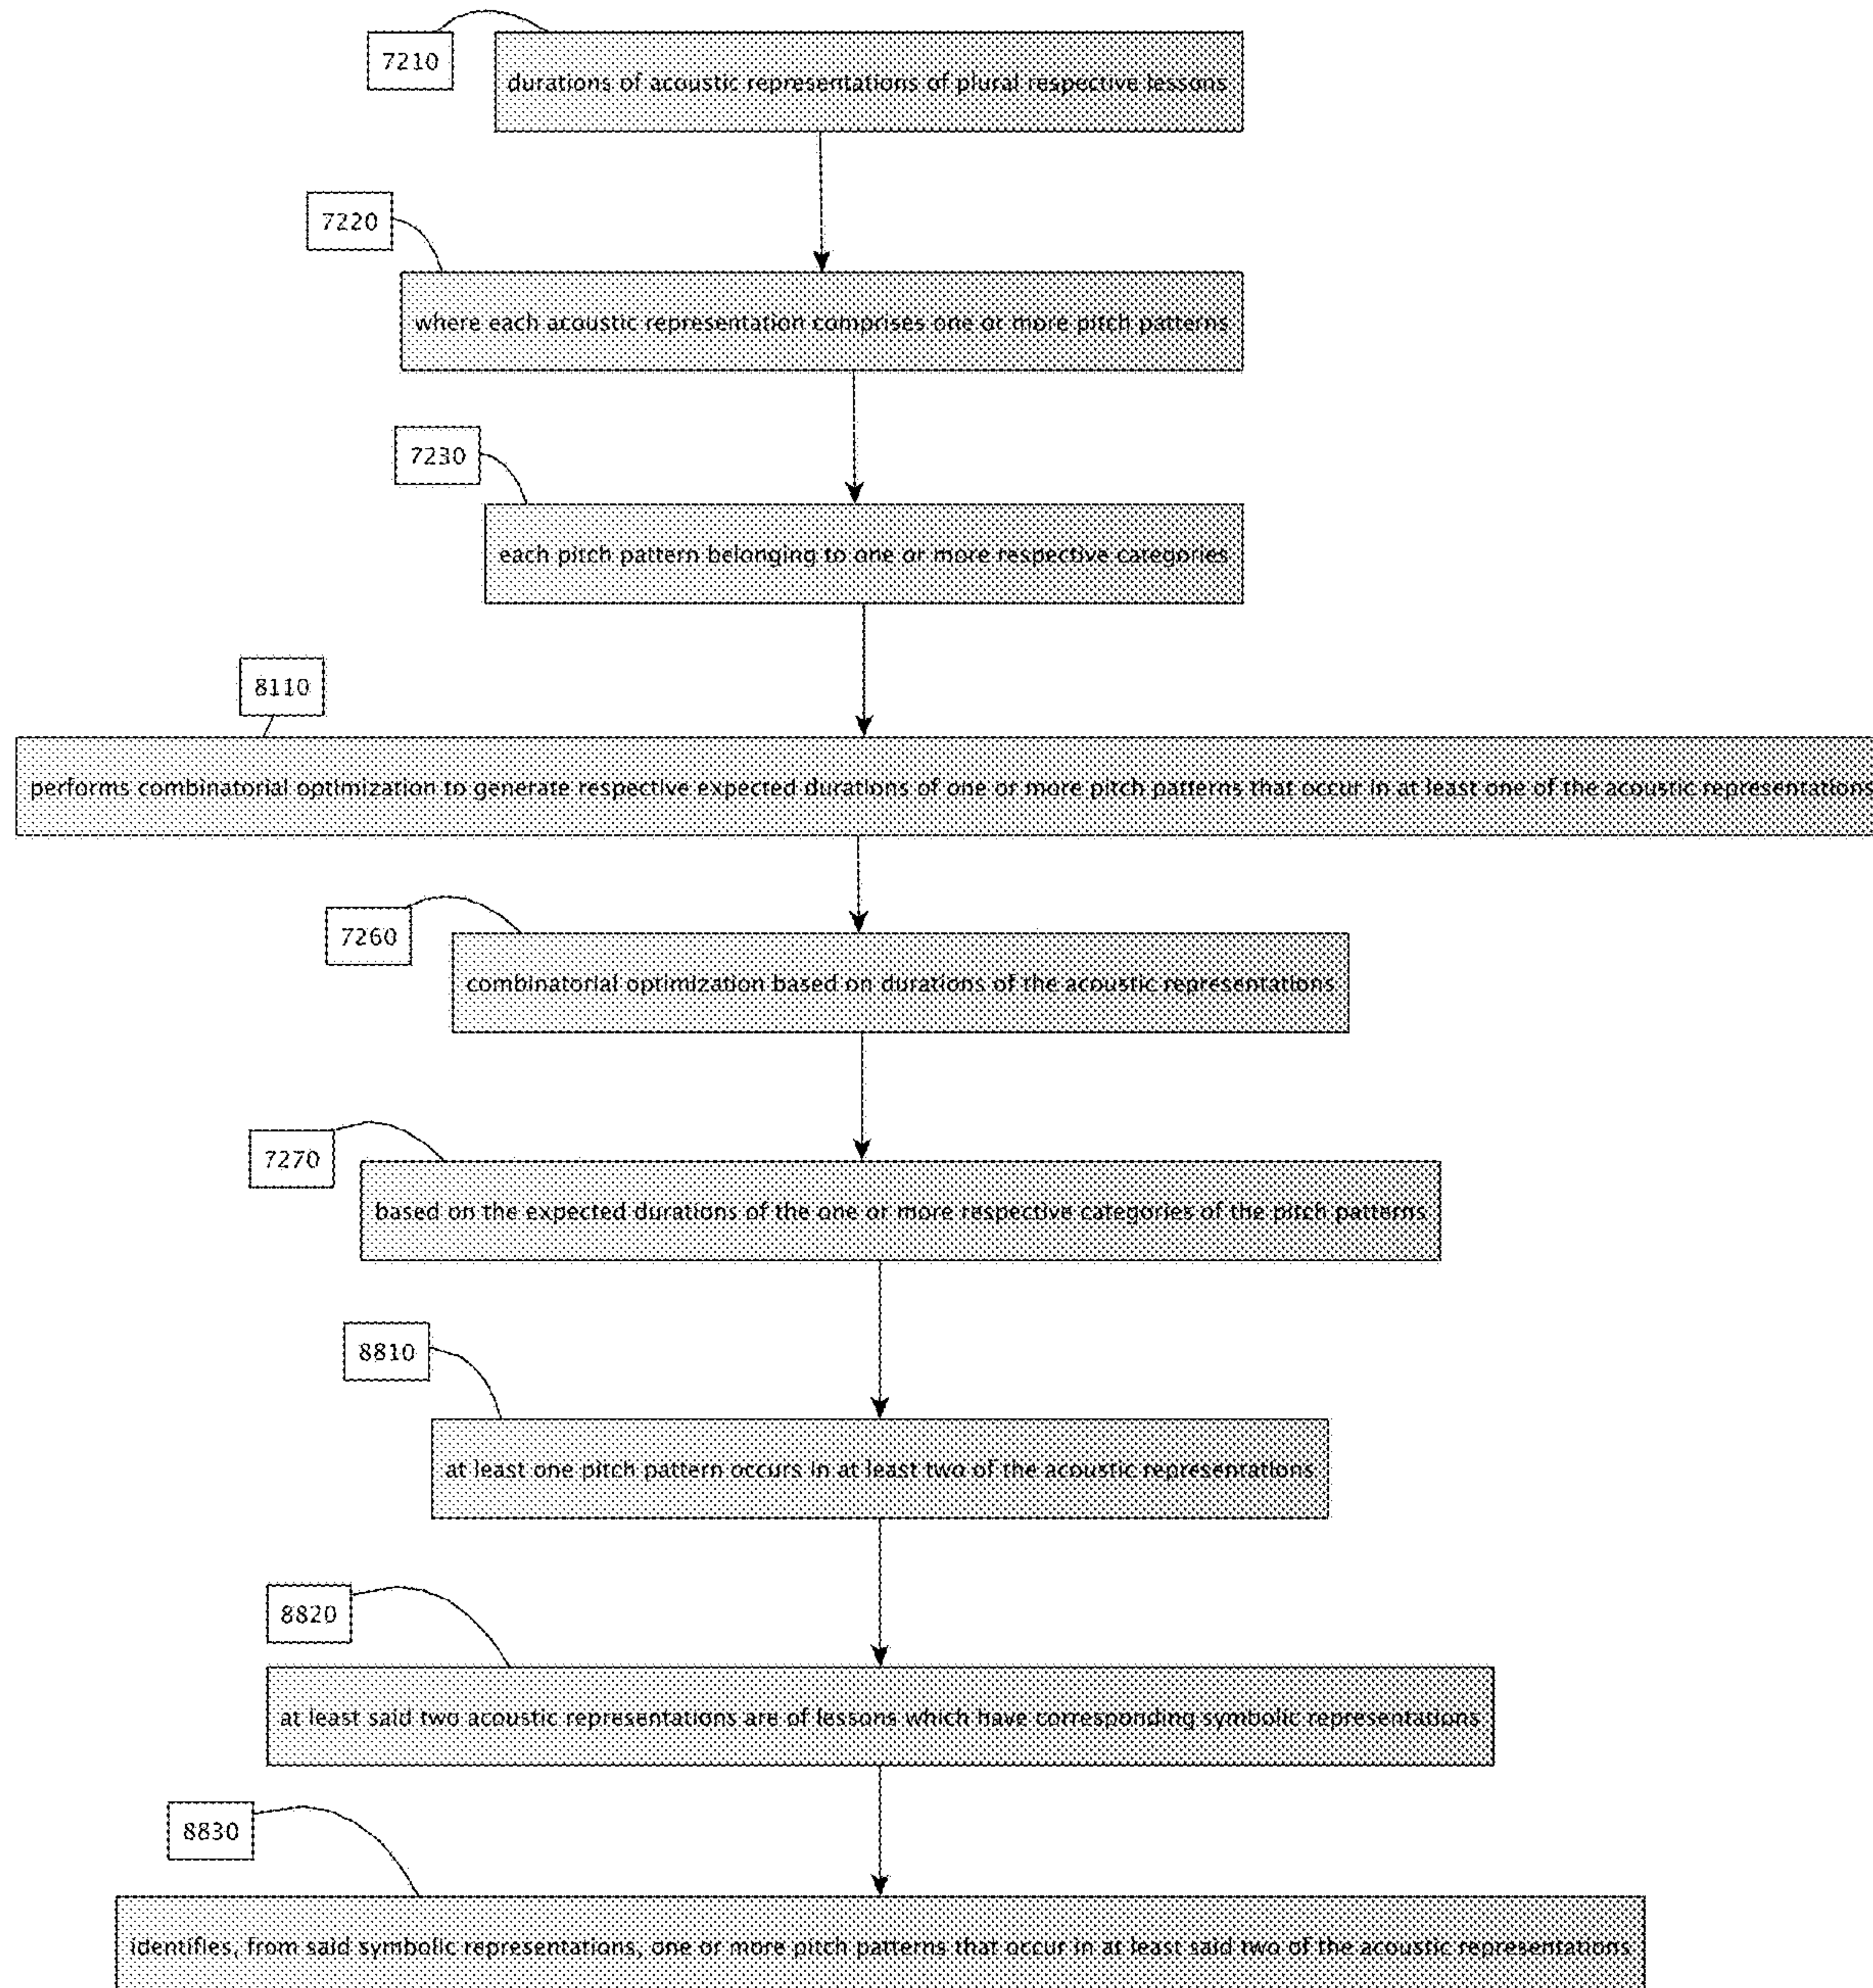 7210
durations of acoustic representations of plural respective lessons
7220
where each acoustic representation comprises one or more pitch patterns
7230
each pitch pattern belonging to one or more respective categories
8110
performs combinatorial optimization to generate respective expected durations of one or more pitch patterns that occur in at least one of the acoustic representations
7260
combinatorial optimization based on durations of the acoustic representations
7270
based on the expected durations of the one or more respective categories of the pitch patterns
8810
at least one pitch pattern occurs in at least two of the acoustic representations
8820
at least said two acoustic representations are of lessons which have corresponding symbolic representations
8830
identifies, from said symbolic representations, one or more pitch patterns that occur in at least said two of the acoustic representations